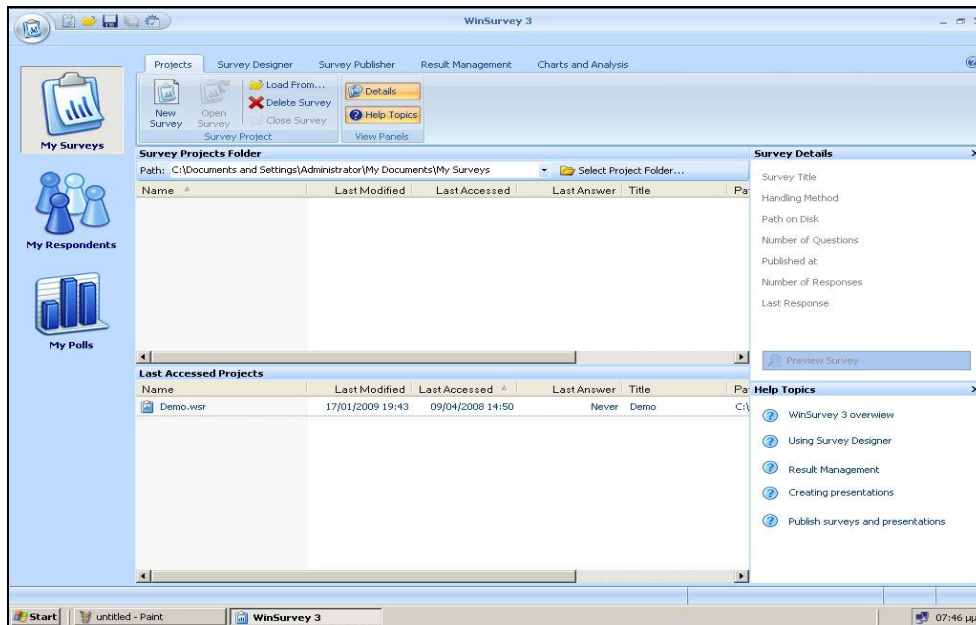 WinSurvey 3
Projects Survey Designer Survey Publisher Result Management Charts and Analysis
New Survey
Open Survey
Load From...
Delete Survey
Close Survey
Survey Project
Details
Help Topics
View Panels
My Surveys
My Respondents
My Polls
Survey Projects Folder
Path: C:\Documents and Settings\Administrator\My Documents\My Surveys Select Project Folder...
Name Last Modified Last Accessed Last Answer Title Pa
Last Accessed Projects
Name Last Modified Last Accessed Last Answer Title Pa
Demo.wsr 17/01/2009 19:43 09/04/2008 14:50 Never Demo C:\
Survey Details
Survey Title
Handling Method
Path on Disk
Number of Questions
Published at
Number of Responses
Last Response
Preview Survey
Help Topics
WinSurvey 3 overwiew
Using Survey Designer
Result Management
Creating presentations
Publish surveys and presentations
Start untitled - Paint WinSurvey 3 07:46 μμ